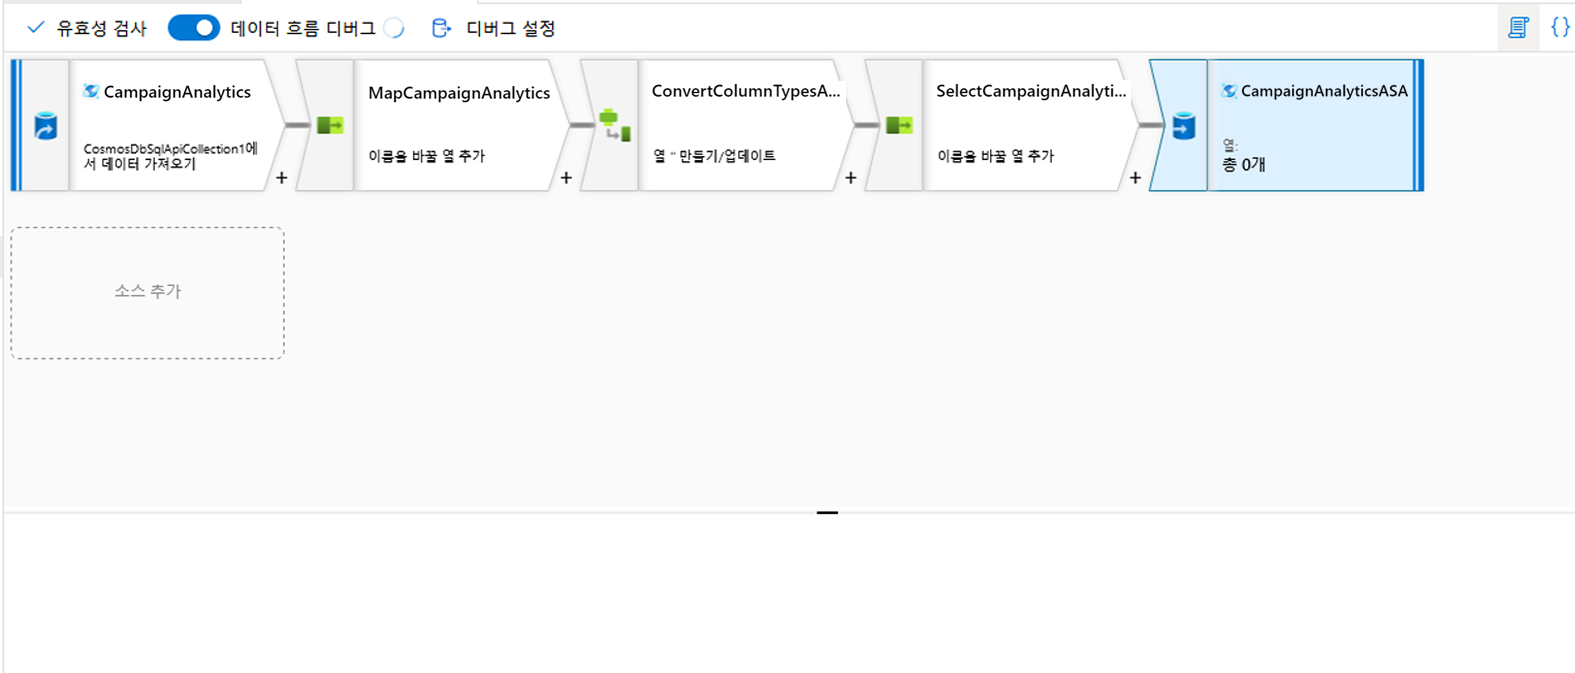 유효성 검사
데이터 흐름 디버그
디버그 설정
{}
CampaignAnalytics
CosmosDbSqlApiCollection1에
서 데이터 가져오기
+
MapCampaignAnalytics
이름을 바꿀 열 추가
+
ConvertColumnTypesA...
열 '' 만들기/업데이트
+
SelectCampaignAnalyti...
이름을 바꿀 열 추가
+
CampaignAnalyticsASA
열:
총 0개
소스 추가